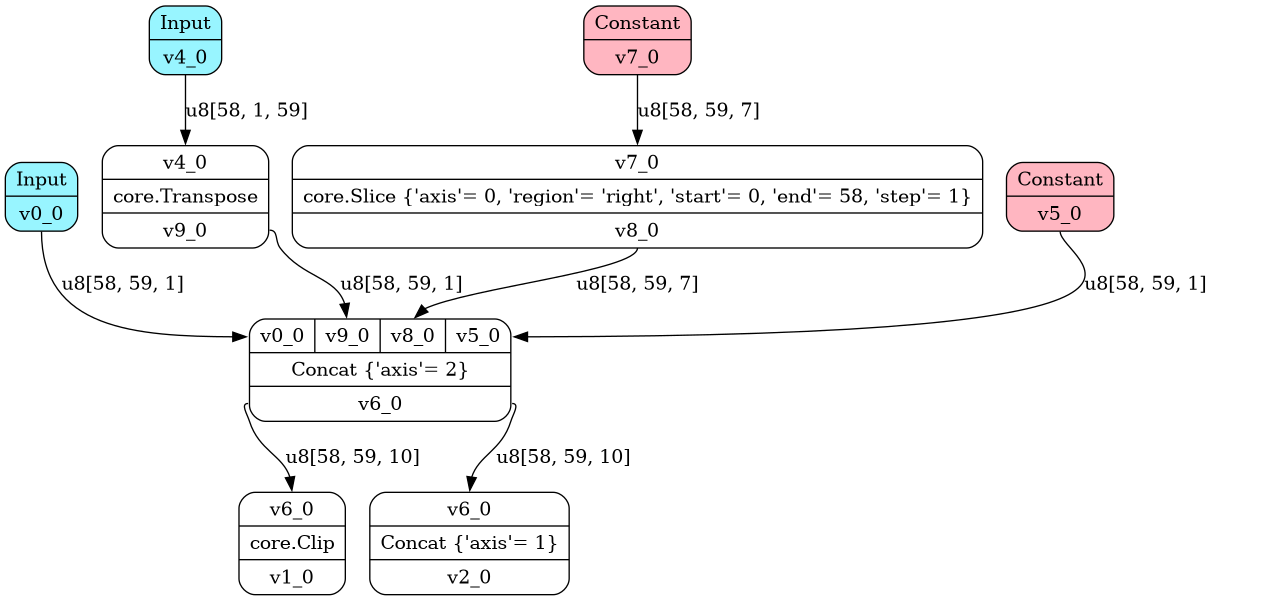 Input
v4_0
Constant
v7_0
u8[58, 1, 59]
u8[58, 59, 7]
Input
v0_0
v4_0
core.Transpose
v9_0
v7_0
core.Slice {'axis'= 0, 'region'= 'right', 'start'= 0, 'end'= 58, 'step'= 1}
v8_0
Constant
v5_0
u8[58, 59, 1]
u8[58, 59, 1]
u8[58, 59, 7]
u8[58, 59, 1]
v0_0 v9_0 v8_0 v5_0
Concat {'axis'= 2}
v6_0
u8[58, 59, 10]
u8[58, 59, 10]
v6_0
core.Clip
v1_0
v6_0
Concat {'axis'= 1}
v2_0